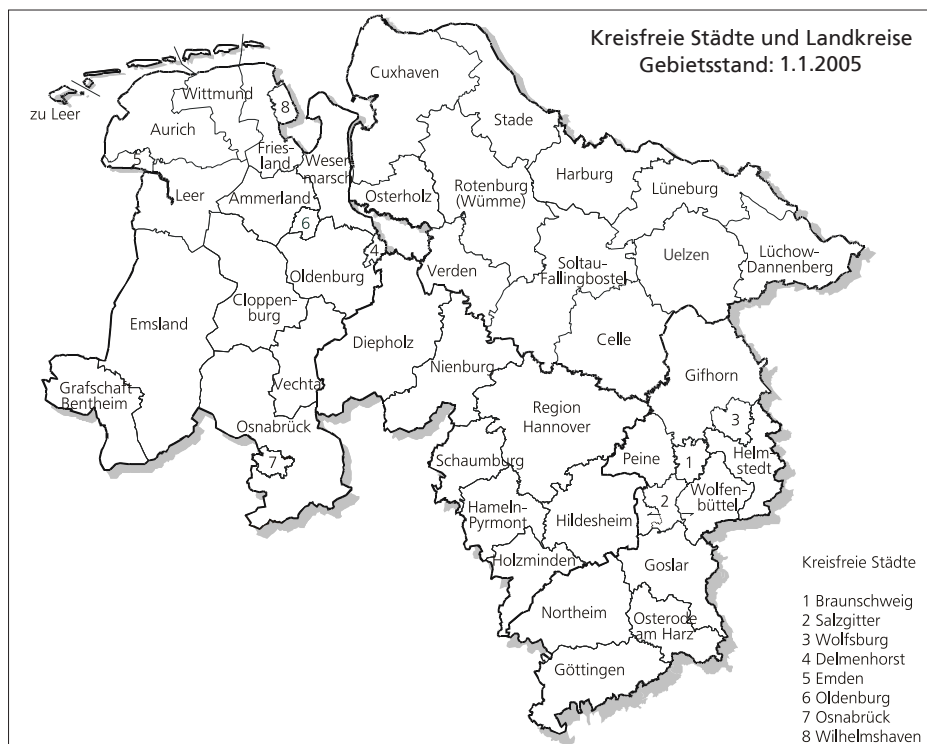 Kreisfreie Städte und Landkreise
Gebietsstand: 1.1.2005
Cuxhaven
Wittmund
8
zu Leer
Stade
Aurich
Fries-
land
Weser-
marsch
5
Harburg
Lüneburg
Leer
Ammerland
Osterholz
Rotenburg
(Wümme)
6
4
Oldenburg
Verden
Soltau-
Fallingbostel
Uelzen
Lüchow-
Dannenberg
Cloppen-
burg
Emsland
Diepholz
Celle
Nienburg
Gifhorn
Vechta
Grafschaft
Bentheim
Region
Hannover
3
Osnabrück
7
Schaumburg
Peine
1
Helm-
stedt
Hameln-
Pyrmont
Hildesheim
2
Wolfen-
büttel
Holzminden
Goslar
Northeim
Osterode
am Harz
Göttingen
Kreisfreie Städte
1 Braunschweig
2 Salzgitter
3 Wolfsburg
4 Delmenhorst
5 Emden
6 Oldenburg
7 Osnabrück
8 Wilhelmshaven